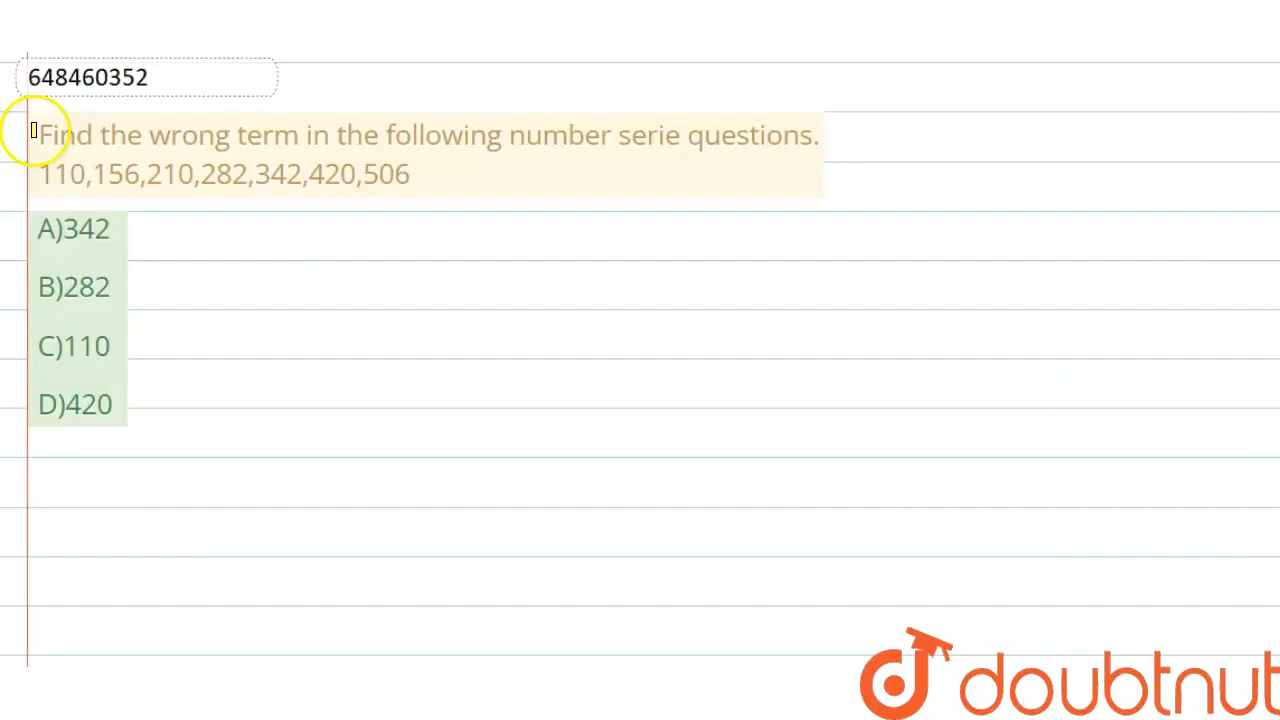 648460352
Find the wrong term in the following number serie questions.
110,156,210,282,342,420,506
A)342
B)282
C)110
D)420
doubtnut